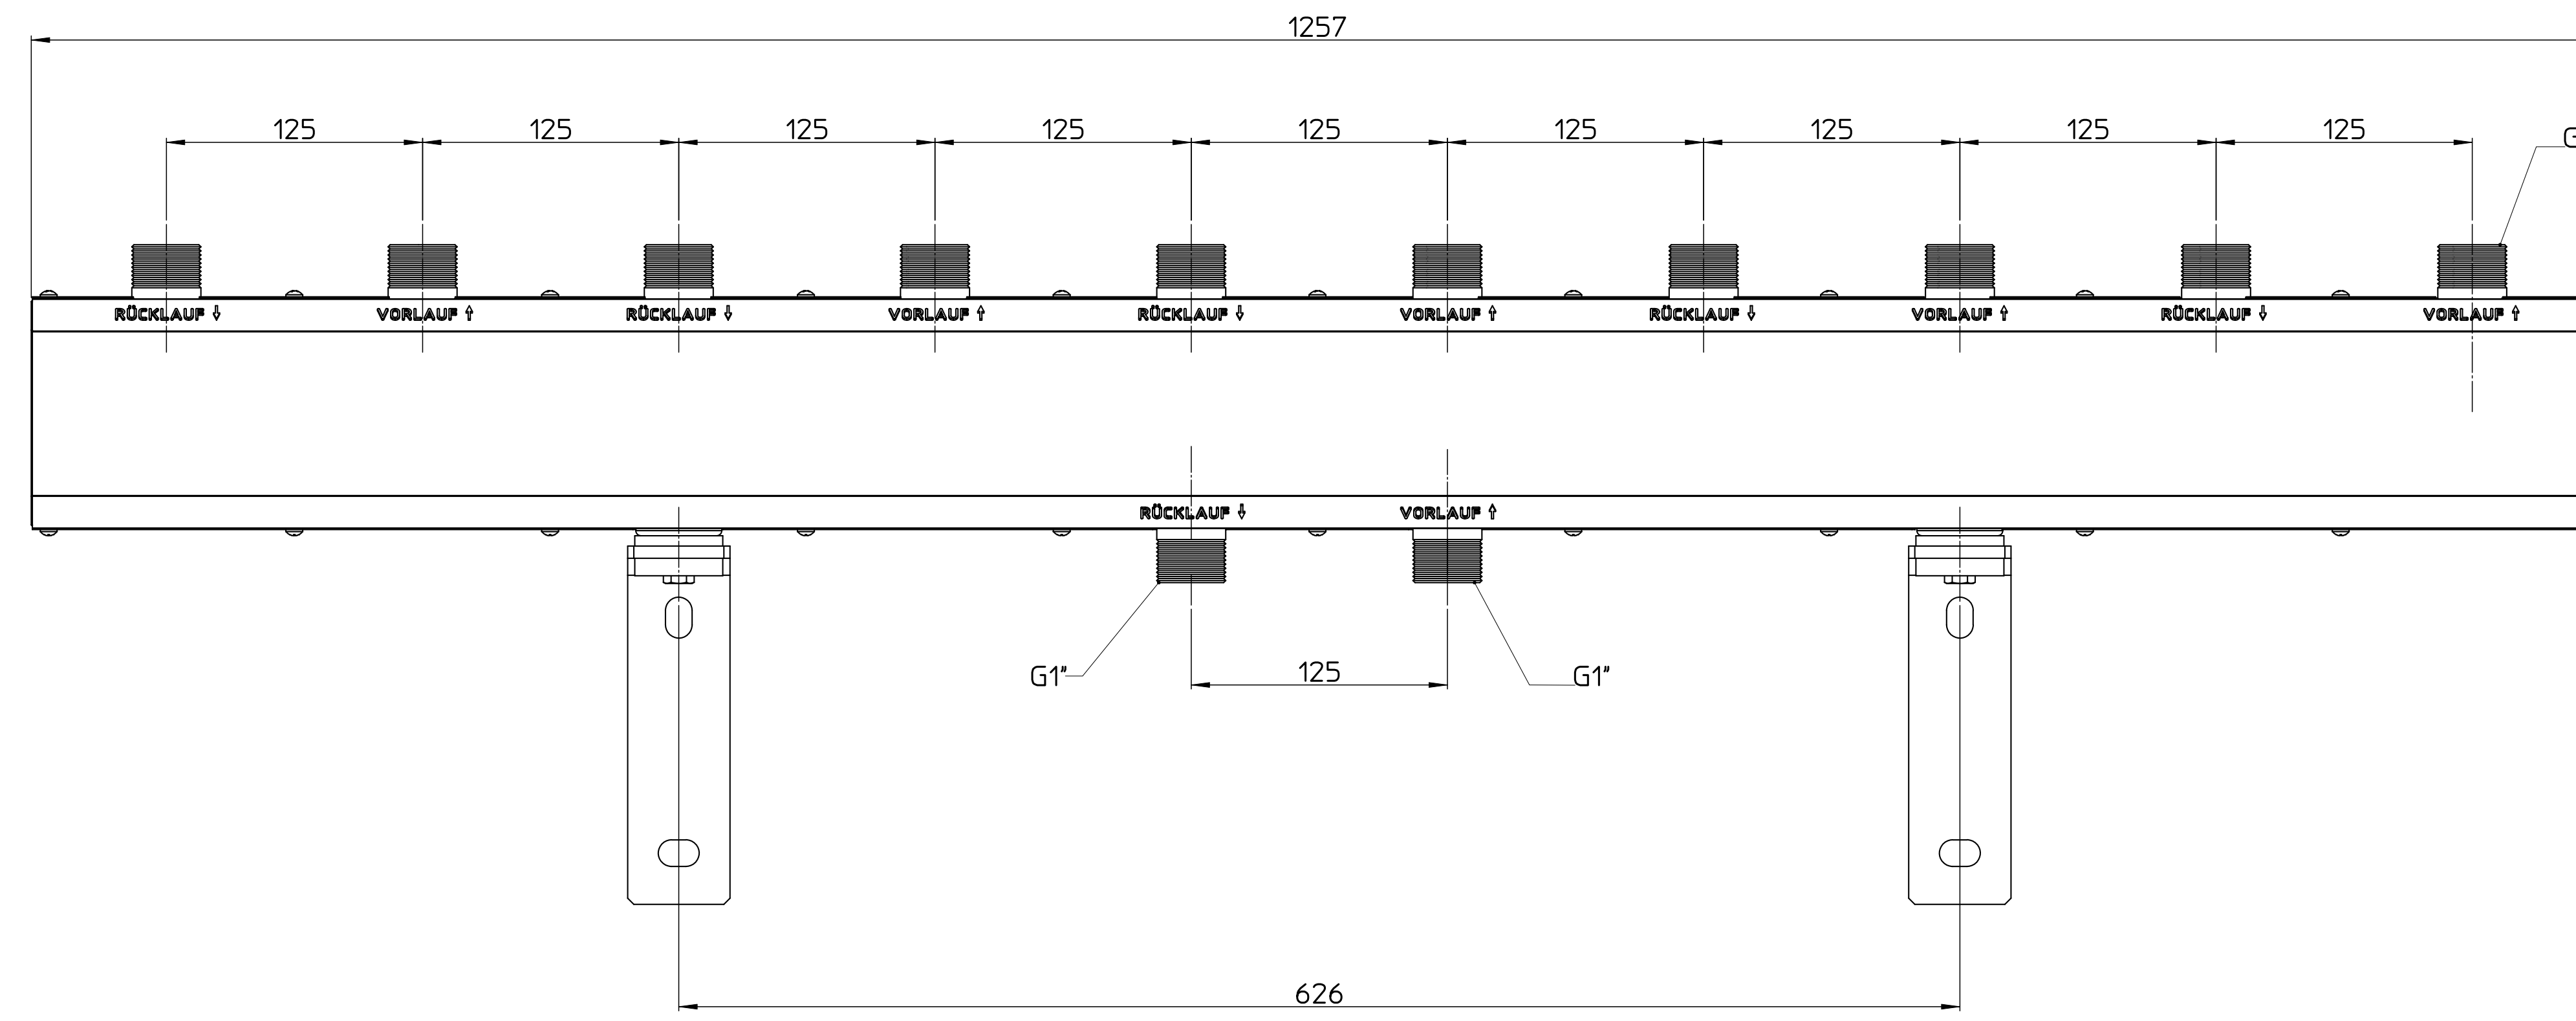 1257
125 125 125 125 125 125 125 125 125
G
RÜCKLAUF ⇩ VORLAUF ⇧ RÜCKLAUF ⇩ VORLAUF ⇧ RÜCKLAUF ⇩ VORLAUF ⇧ RÜCKLAUF ⇩ VORLAUF ⇧ RÜCKLAUF ⇩ VORLAUF ⇧
RÜCKLAUF ⇩ VORLAUF ⇧
G1" 125 G1"
626